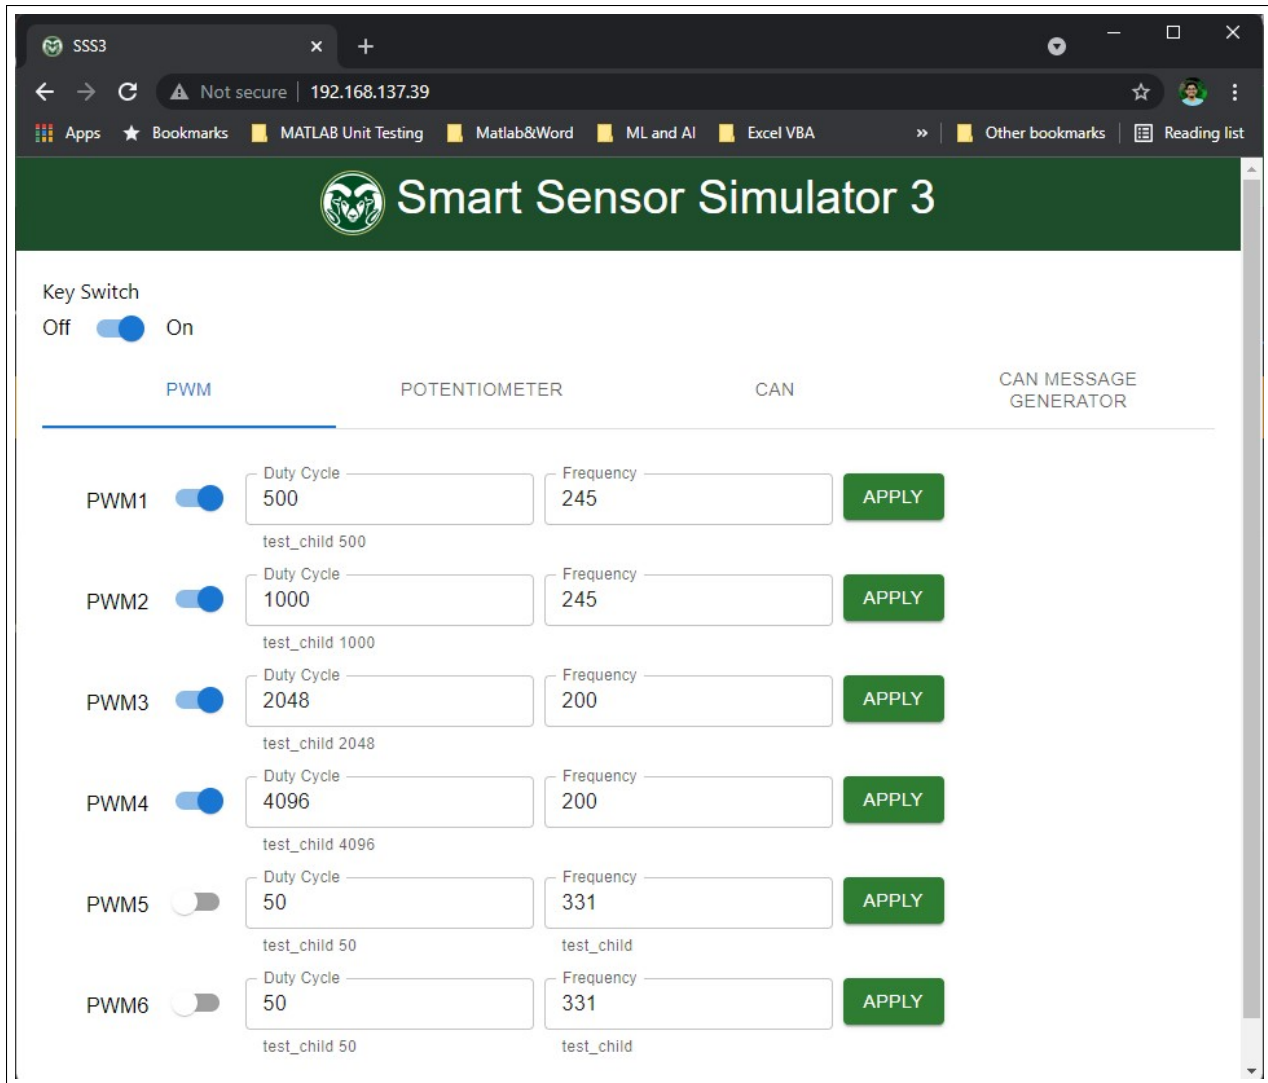 SSS3
Not secure 192.168.137.39
Apps Bookmarks MATLAB Unit Testing Matlab&Word ML and AI Excel VBA » Other bookmarks Reading list
Smart Sensor Simulator 3
Key Switch
Off On
PWM POTENTIOMETER CAN CAN MESSAGE GENERATOR
Duty Cycle Frequency
PWM1 500 245 APPLY
test_child 500
Duty Cycle Frequency
PWM2 1000 245 APPLY
test_child 1000
Duty Cycle Frequency
PWM3 2048 200 APPLY
test_child 2048
Duty Cycle Frequency
PWM4 4096 200 APPLY
test_child 4096
Duty Cycle Frequency
PWM5 50 331 APPLY
test_child 50 test_child
Duty Cycle Frequency
PWM6 50 331 APPLY
test_child 50 test_child